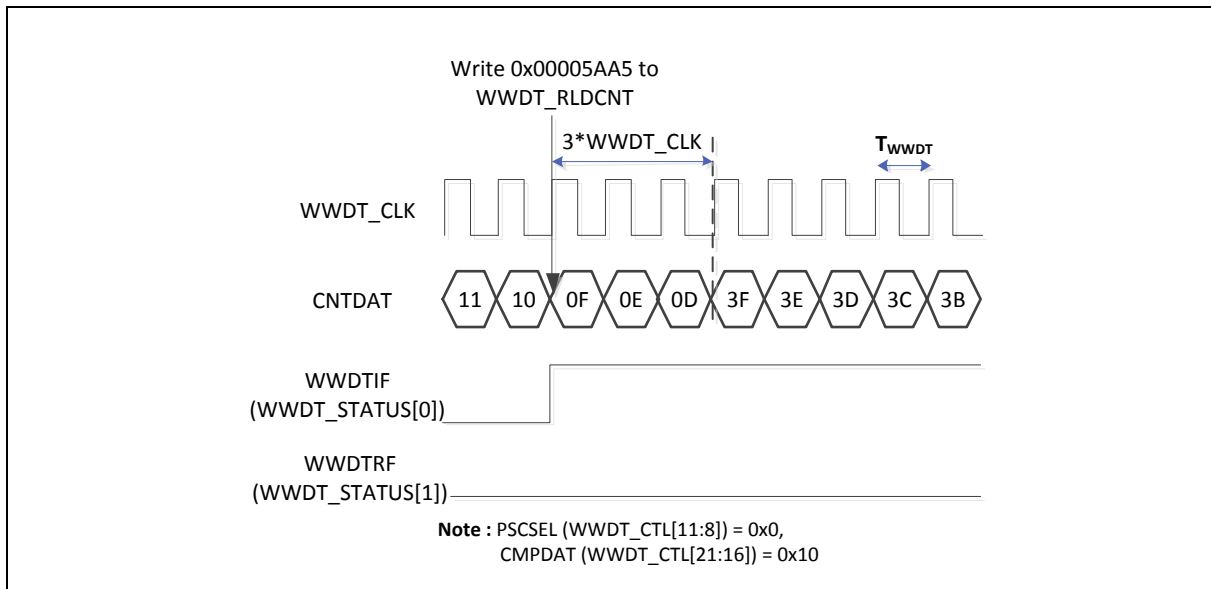 Write 0x00005AA5 to
WWDT_RLDCNT
3*WWDT_CLK
TWWDT
WWDT_CLK
CNTDAT
11 10 0F 0E 0D 3F 3E 3D 3C 3B
WWDTIF
(WWDT_STATUS[0])
WWDTRF
(WWDT_STATUS[1])
Note : PSCSEL (WWDT_CTL[11:8]) = 0x0,
CMPDAT (WWDT_CTL[21:16]) = 0x10